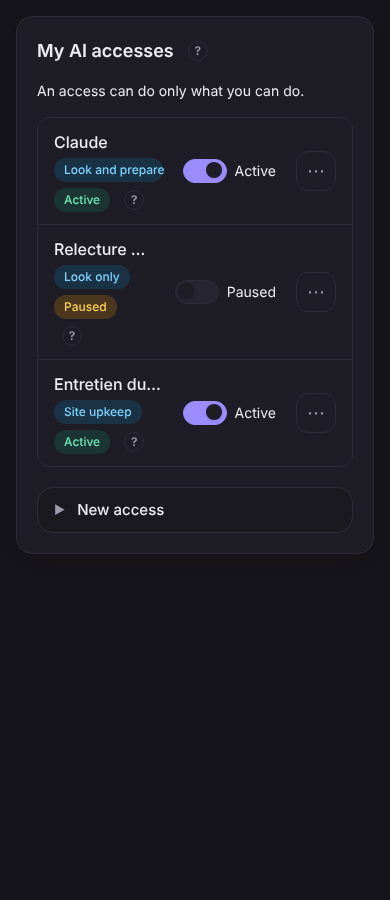 My AI accesses ?
An access can do only what you can do.
Claude
Look and prepare
Active ?
Active
...
Relecture ...
Look only
Paused
?
Paused
...
Entretien du...
Site upkeep
Active ?
Active
...
New access